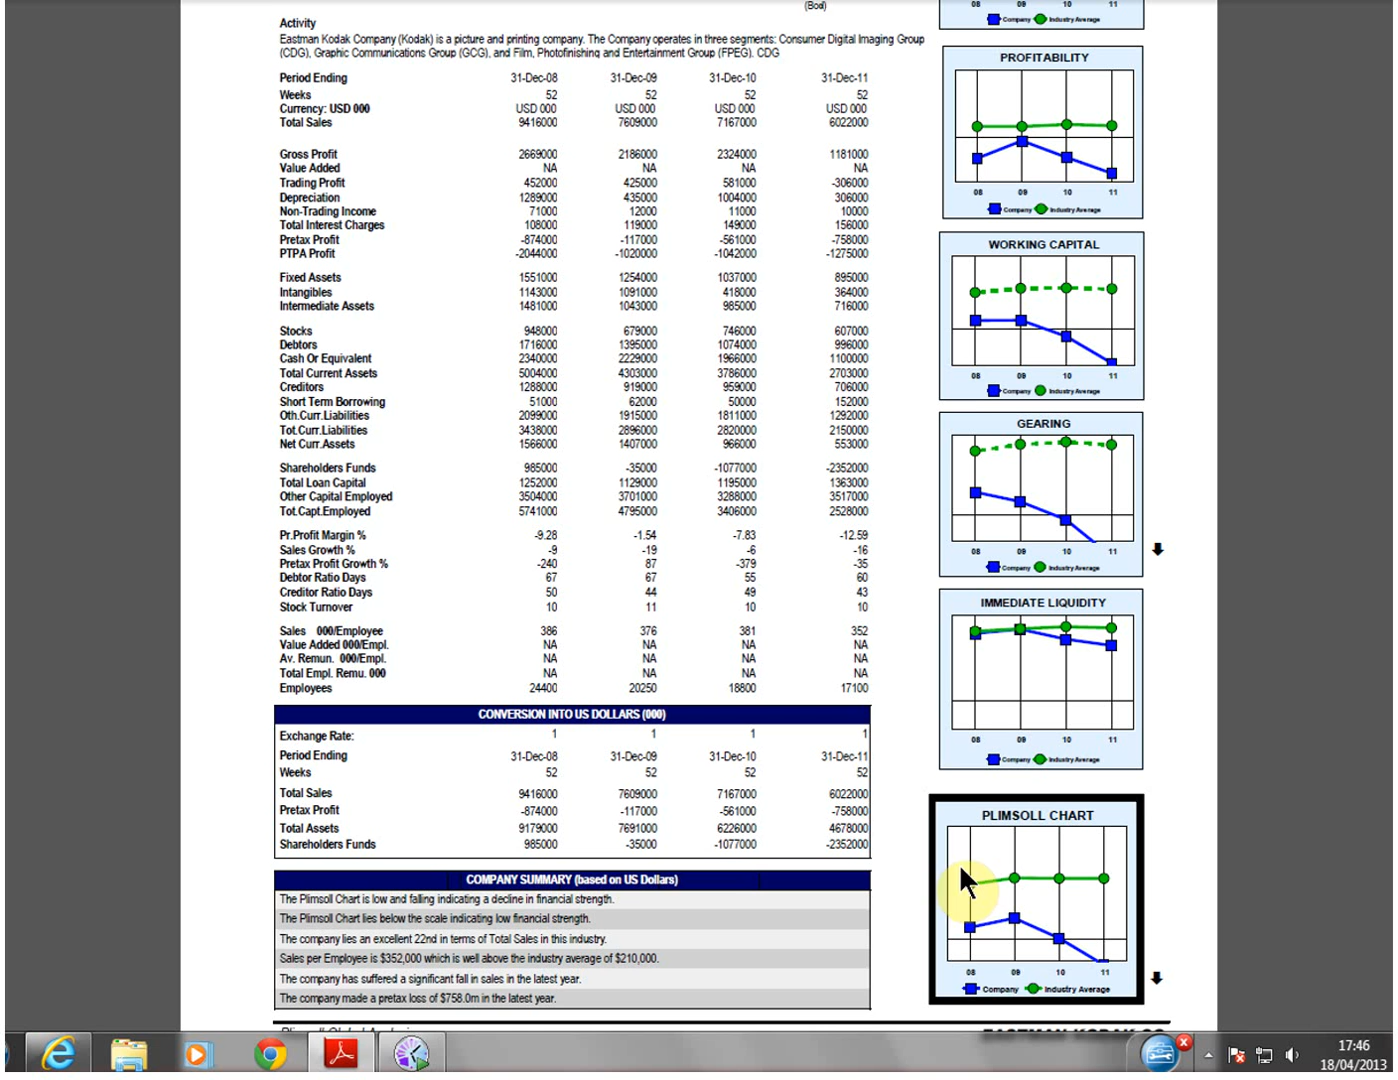 (Bod)
Activity
Eastman Kodak Company (Kodak) is a picture and printing company. The Company operates in three segments: Consumer Digital Imaging Group
(CDG), Graphic Communications Group (GCG), and Film, Photofinishing and Entertainment Group (FPEG). CDG
Period Ending 31-Dec-08 31-Dec-09 31-Dec-10 31-Dec-11
Weeks 52 52 52 52
Currency: USD 000 USD 000 USD 000 USD 000 USD 000
Total Sales 9416000 7609000 7167000 6022000
Gross Profit 2669000 2186000 2324000 1181000
Value Added NA NA NA NA
Trading Profit 452000 425000 581000 -306000
Depreciation 1289000 435000 1004000 306000
Non-Trading Income 71000 12000 11000 10000
Total Interest Charges 108000 119000 149000 156000
Pretax Profit -874000 -117000 -561000 -758000
PTPA Profit -2044000 -1020000 -1042000 -1275000
Fixed Assets 1551000 1254000 1037000 895000
Intangibles 1143000 1091000 418000 364000
Intermediate Assets 1481000 1043000 985000 716000
Stocks 948000 679000 746000 607000
Debtors 1716000 1395000 1074000 996000
Cash Or Equivalent 2340000 2229000 1966000 1100000
Total Current Assets 5004000 4303000 3786000 2703000
Creditors 1288000 919000 959000 706000
Short Term Borrowing 51000 62000 50000 152000
Oth.Curr.Liabilities 2099000 1915000 1811000 1292000
Tot.Curr.Liabilities 3438000 2896000 2820000 2150000
Net Curr.Assets 1566000 1407000 966000 553000
Shareholders Funds 985000 -35000 -1077000 -2352000
Total Loan Capital 1252000 1129000 1195000 1363000
Other Capital Employed 3504000 3701000 3288000 3517000
Tot.Capt.Employed 5741000 4795000 3406000 2528000
Pr.Profit Margin % -9.28 -1.54 -7.83 -12.59
Sales Growth % -9 -19 -6 -16
Pretax Profit Growth % -240 87 -379 -35
Debtor Ratio Days 67 67 55 60
Creditor Ratio Days 50 44 49 43
Stock Turnover 10 11 10 10
Sales 000/Employee 386 376 381 352
Value Added 000/Empl. NA NA NA NA
Av. Remun. 000/Empl. NA NA NA NA
Total Empl. Remu. 000 NA NA NA NA
Employees 24400 20250 18800 17100
CONVERSION INTO US DOLLARS (000)
Exchange Rate: 1 1 1 1
Period Ending 31-Dec-08 31-Dec-09 31-Dec-10 31-Dec-11
Weeks 52 52 52 52
Total Sales 9416000 7609000 7167000 6022000
Pretax Profit -874000 -117000 -561000 -758000
Total Assets 9179000 7691000 6226000 4678000
Shareholders Funds 985000 -35000 -1077000 -2352000
COMPANY SUMMARY (based on US Dollars)
The Plimsoll Chart is low and falling indicating a decline in financial strength.
The Plimsoll Chart lies below the scale indicating low financial strength.
The company lies an excellent 22nd in terms of Total Sales in this industry.
Sales per Employee is $352,000 which is well above the industry average of $210,000.
The company has suffered a significant fall in sales in the latest year.
The company made a pretax loss of $758.0m in the latest year.
08 09 10 11
Company Industry Average
PROFITABILITY
08 09 10 11
Company Industry Average
WORKING CAPITAL
08 09 10 11
Company Industry Average
GEARING
08 09 10 11
Company Industry Average
IMMEDIATE LIQUIDITY
08 09 10 11
Company Industry Average
PLIMSOLL CHART
08 09 10 11
Company Industry Average
17:46
18/04/2013